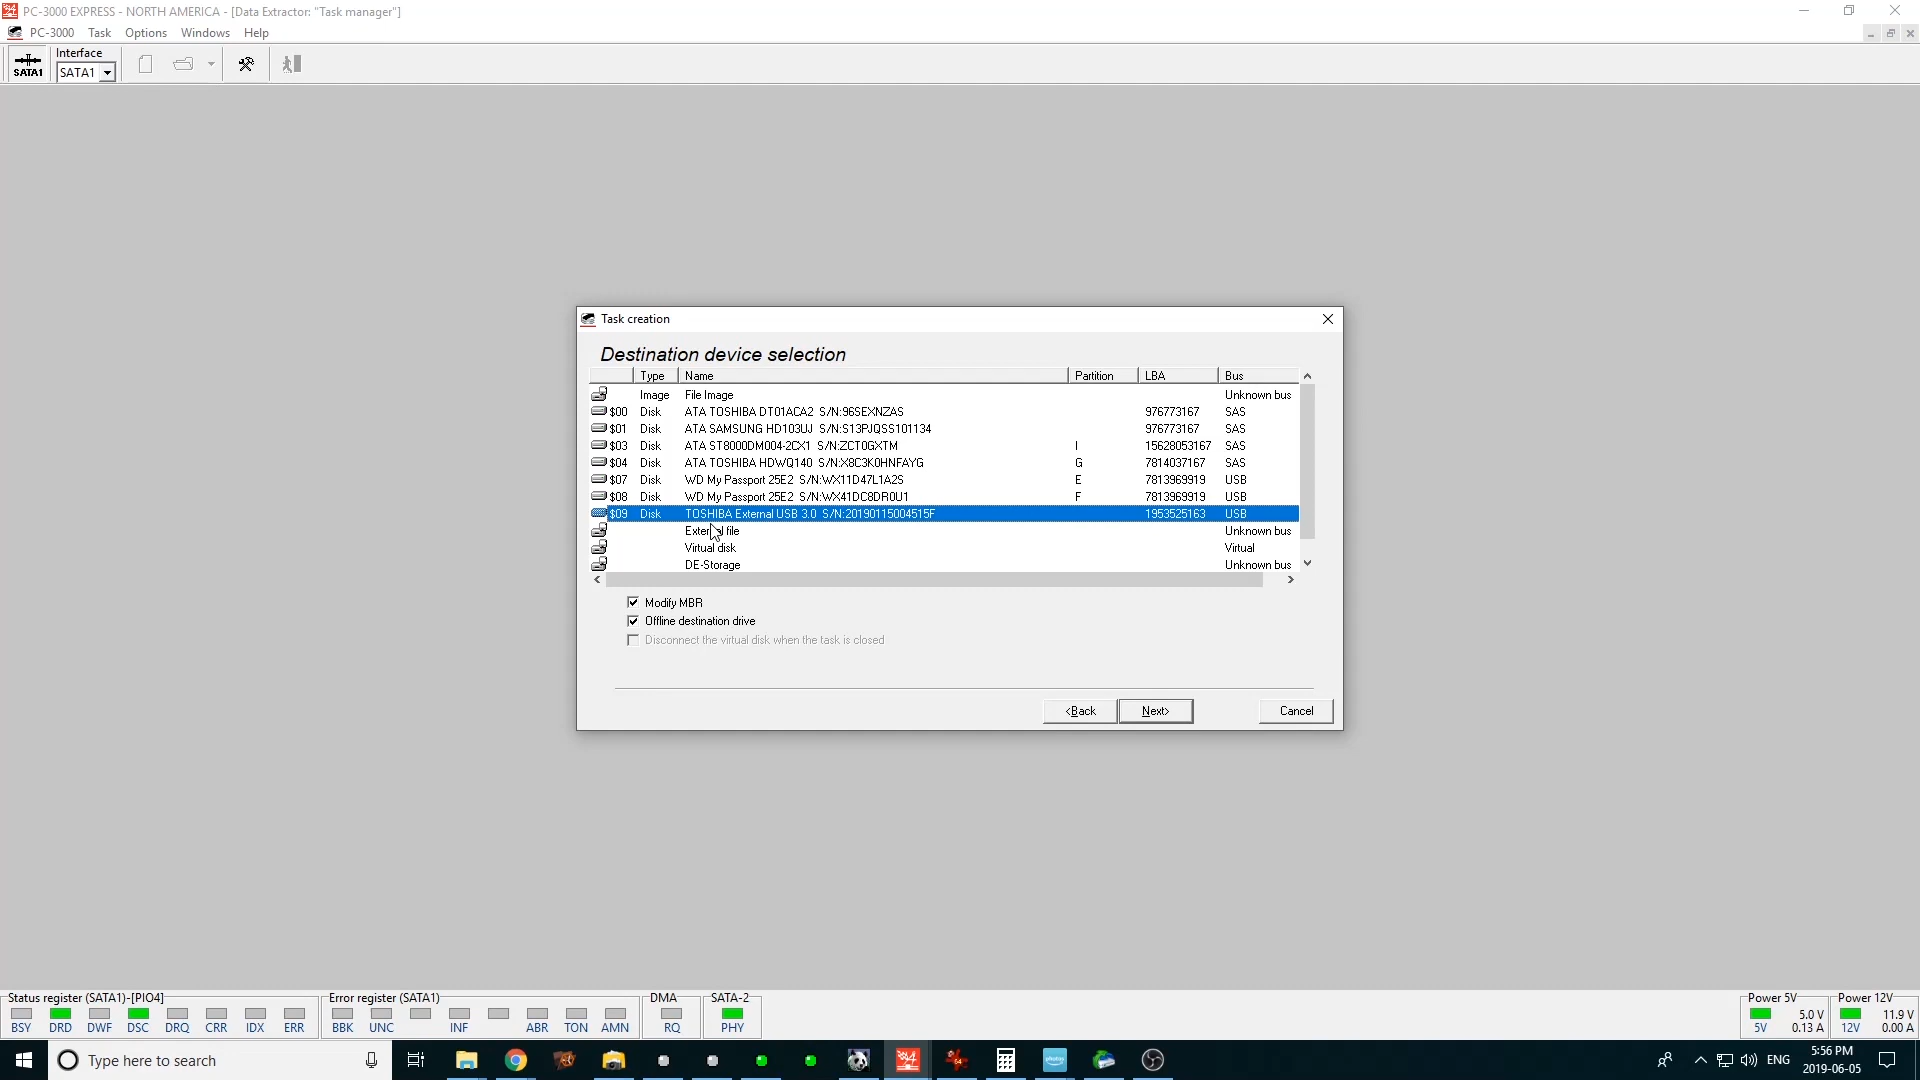 PC-3000 EXPRESS - NORTH AMERICA - [Data Extractor: "Task manager"]
PC-3000 Task Options Windows Help
SATA1 Interface SATA1
Task creation
Destination device selection
Type Name Partition LBA Bus
Image File Image Unknown bus
$00 Disk ATA TOSHIBA DT01ACA2 S/N:96SEXNZAS 976773167 SAS
$01 Disk ATA SAMSUNG HD103UJ S/N:S13PJQSS101134 976773167 SAS
$03 Disk ATA ST8000DM004-2CX1 S/N:ZCT0GXTM I 15628053167 SAS
$04 Disk ATA TOSHIBA HDWQ140 S/N:X8C3K0HNFAYG G 7814037167 SAS
$07 Disk WD My Passport 25E2 S/N:WX11D47L1A2S E 7813969919 USB
$08 Disk WD My Passport 25E2 S/N:WX41DC8DR0U1 F 7813969919 USB
$09 Disk TOSHIBA External USB 3.0 S/N:20190115004515F 1953525163 USB
External file Unknown bus
Virtual disk Virtual
DE-Storage Unknown bus
Modify MBR
Offline destination drive
Disconnect the virtual disk when the task is closed
<Back Next> Cancel
Status register (SATA1)-[PIO4] Error register (SATA1) DMA SATA-2 Power 5V Power 12V
5.0 V 11.9 V
BSY DRD DWF DSC DRQ CRR IDX ERR BBK UNC INF ABR TON AMN RQ PHY 5V 0.13 A 12V 0.00 A
Type here to search
ENG
5:56 PM
2019-06-05